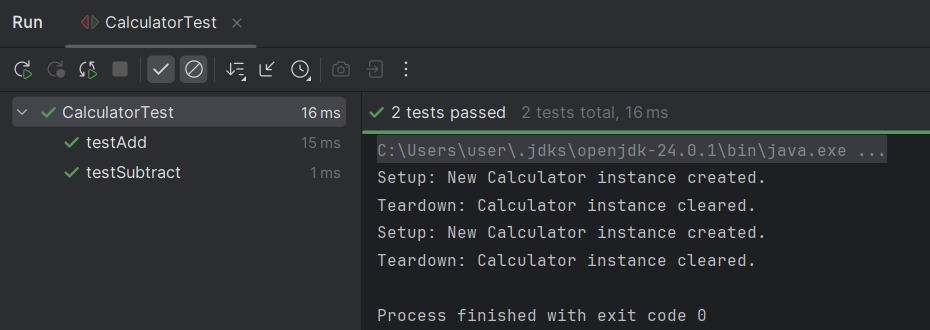 Run CalculatorTest
CalculatorTest 16 ms
testAdd 15 ms
testSubtract 1 ms
2 tests passed 2 tests total, 16 ms
C:\Users\user\.jdks\openjdk-24.0.1\bin\java.exe ...
Setup: New Calculator instance created.
Teardown: Calculator instance cleared.
Setup: New Calculator instance created.
Teardown: Calculator instance cleared.
Process finished with exit code 0